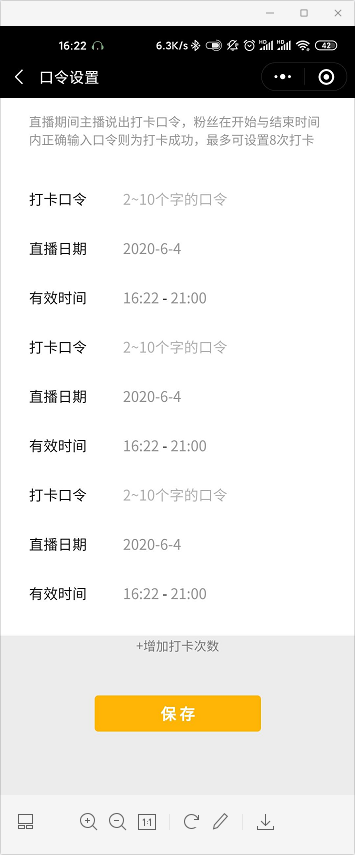 16:22 6.3K/s HD HD 42
口令设置
直播期间主播说出打卡口令，粉丝在开始与结束时间
内正确输入口令则为打卡成功，最多可设置8次打卡
打卡口令 2~10个字的口令
直播日期 2020-6-4
有效时间 16:22 - 21:00
打卡口令 2~10个字的口令
直播日期 2020-6-4
有效时间 16:22 - 21:00
打卡口令 2~10个字的口令
直播日期 2020-6-4
有效时间 16:22 - 21:00
+增加打卡次数
保存
1:1